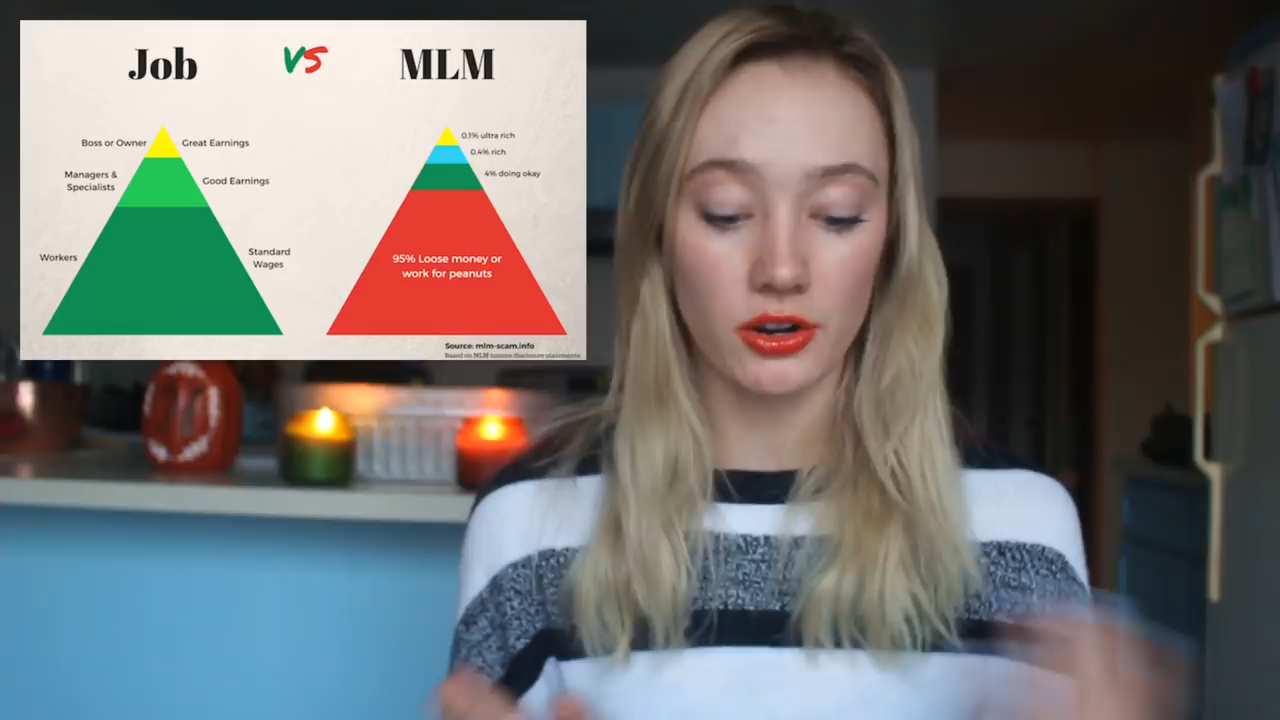 Job VS MLM
Boss or Owner
Great Earnings
Managers &
Specialists
Good Earnings
Workers
Standard
Wages
0,1% ultra rich
0,4% rich
4% doing okay
95% Loose money or
work for peanuts
Source: mlm-scam.info
Based on MLM income disclosure statements